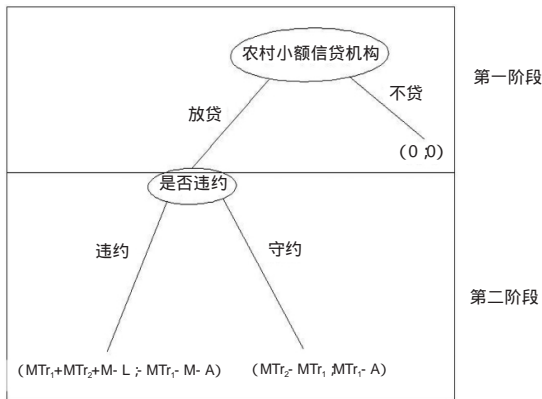 农村小额信贷机构
第一阶段
放贷
不贷
(0;0)
是否违约
违约
守约
第二阶段
(MTr₁+MTr₂+M-L;-MTr₁-M-A)
(MTr₂-MTr₁;MTr₁-A)